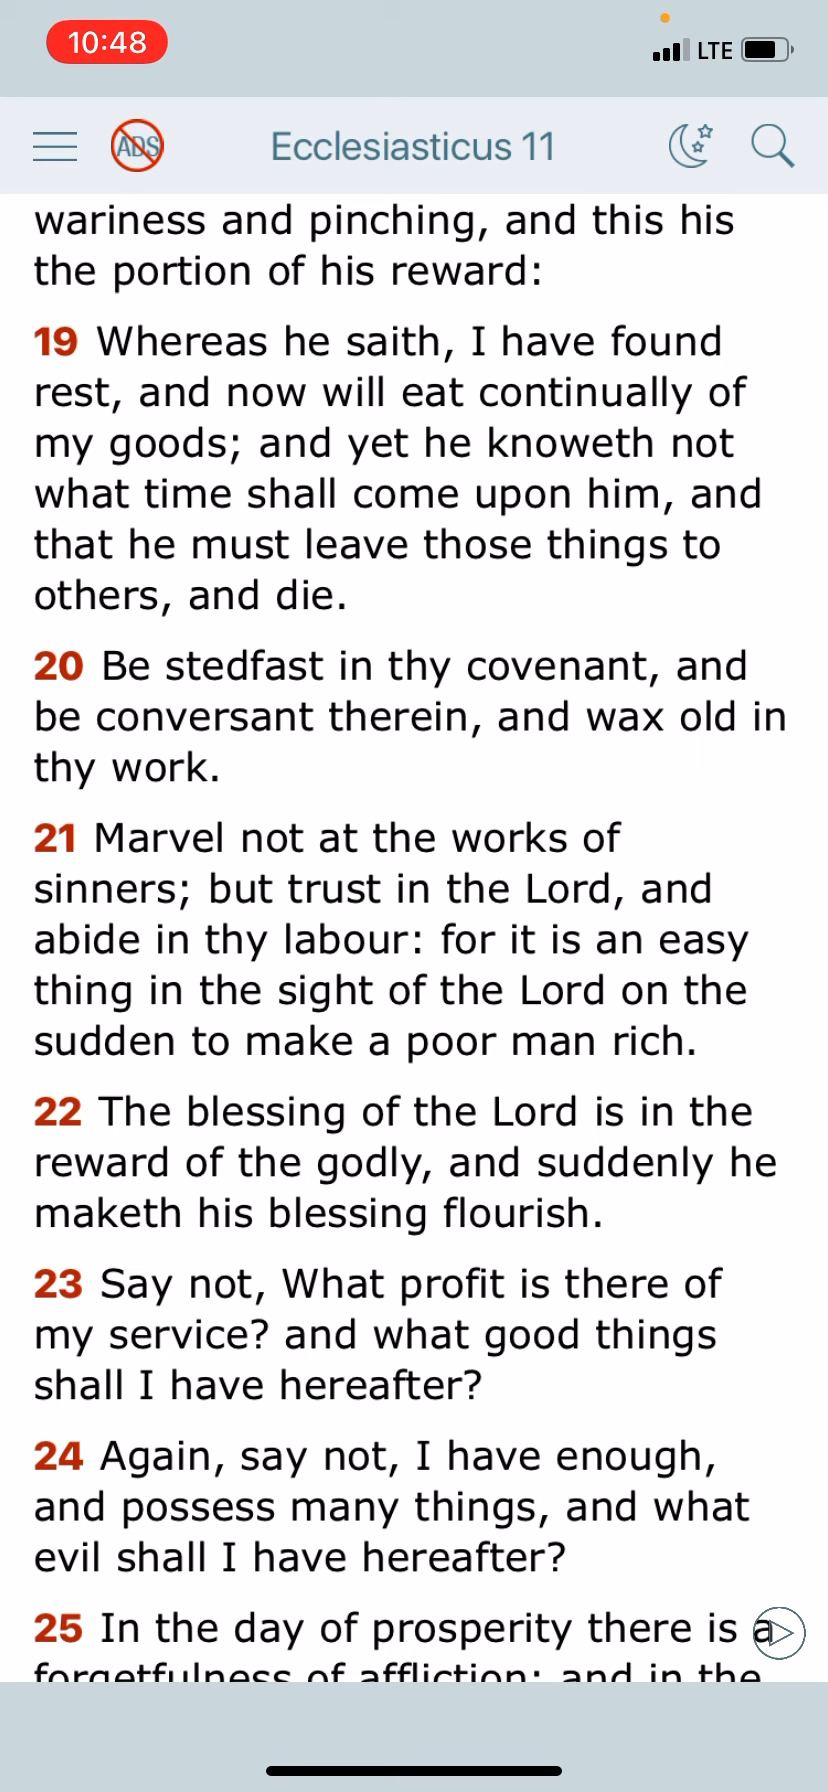 10:48
LTE
ADS
Ecclesiasticus 11
wariness and pinching, and this his
the portion of his reward:
19 Whereas he saith, I have found
rest, and now will eat continually of
my goods; and yet he knoweth not
what time shall come upon him, and
that he must leave those things to
others, and die.
20 Be stedfast in thy covenant, and
be conversant therein, and wax old in
thy work.
21 Marvel not at the works of
sinners; but trust in the Lord, and
abide in thy labour: for it is an easy
thing in the sight of the Lord on the
sudden to make a poor man rich.
22 The blessing of the Lord is in the
reward of the godly, and suddenly he
maketh his blessing flourish.
23 Say not, What profit is there of
my service? and what good things
shall I have hereafter?
24 Again, say not, I have enough,
and possess many things, and what
evil shall I have hereafter?
25 In the day of prosperity there is a
forgetfulness of affliction: and in the